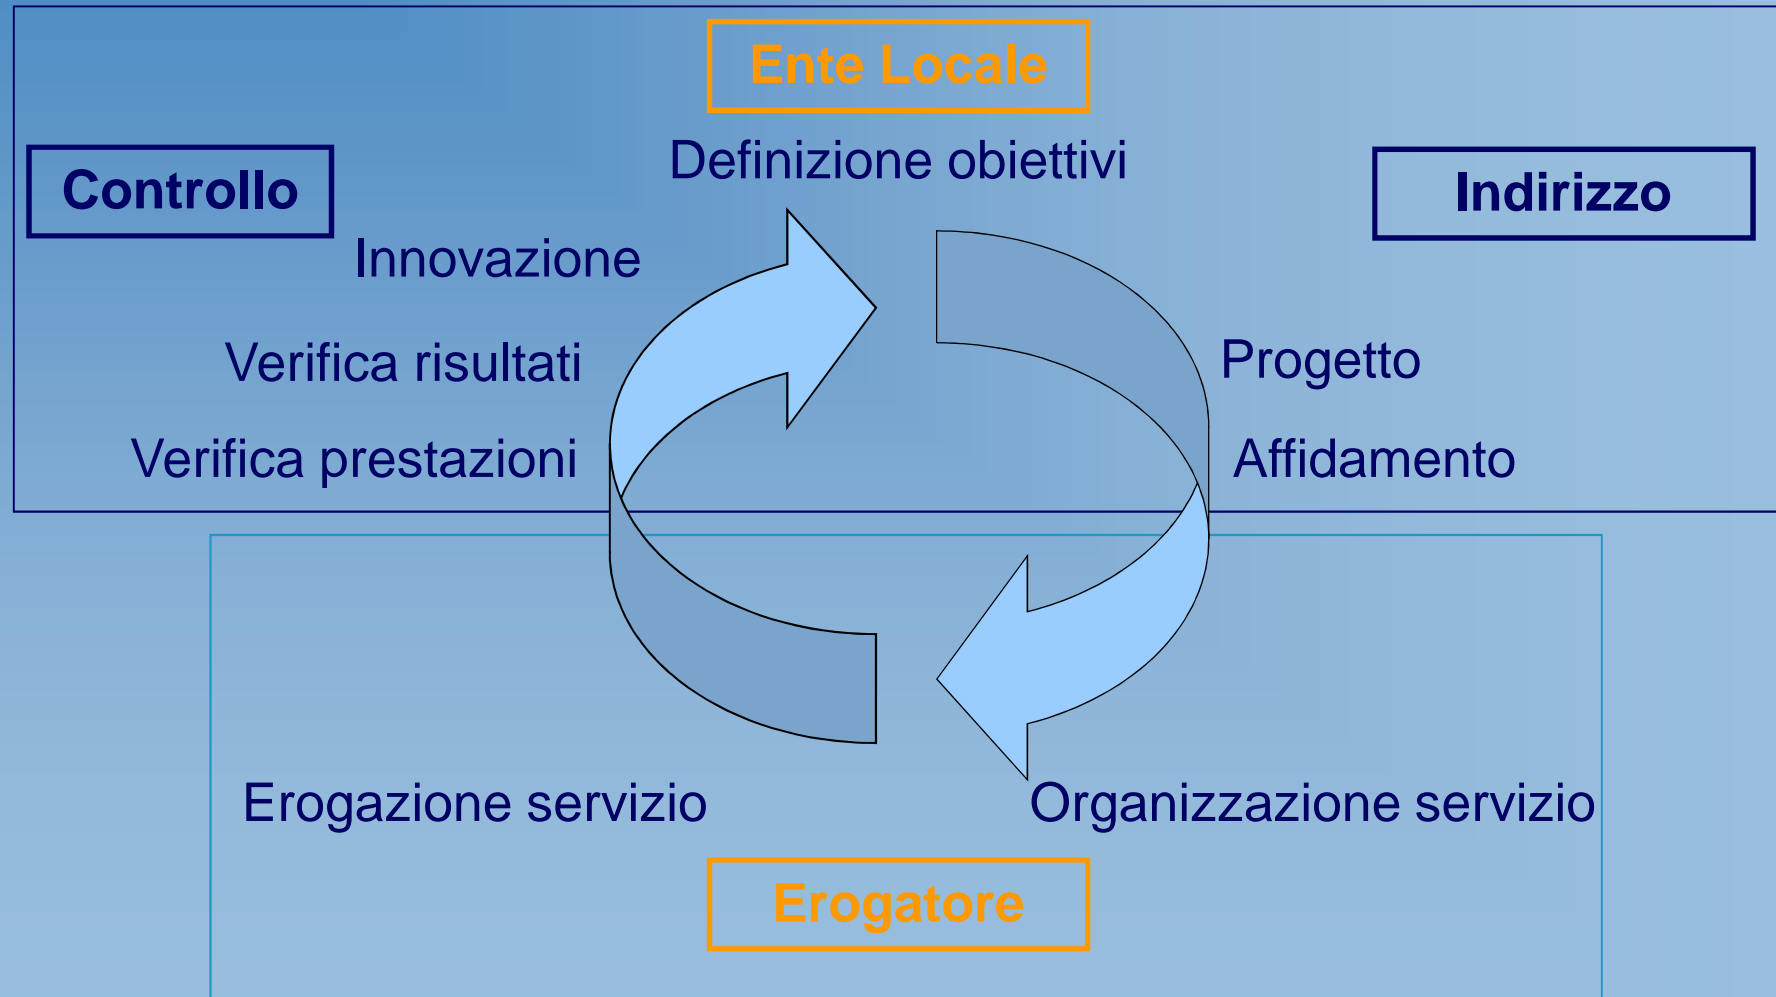 Ente Locale
Definizione obiettivi
Controllo
Indirizzo
Innovazione
Verifica risultati
Progetto
Verifica prestazioni
Affidamento
Erogazione servizio
Organizzazione servizio
Erogatore